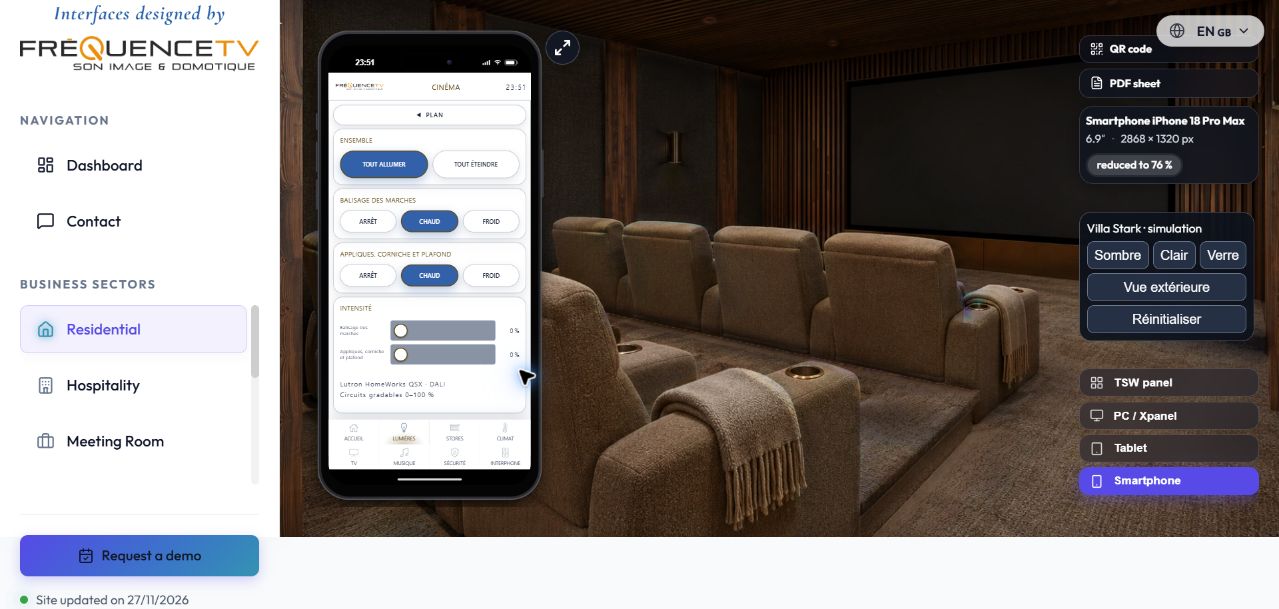 Interfaces designed by
FRÉQUENCETV
SON IMAGE & DOMOTIQUE
NAVIGATION
Dashboard
Contact
BUSINESS SECTORS
Residential
Hospitality
Meeting Room
Request a demo
Site updated on 27/11/2026
23:51
FRÉQUENCETV
CINÉMA
23:51
◄ PLAN
ENSEMBLE
TOUT ALLUMER
TOUT ÉTEINDRE
BALISAGE DES MARCHES
ARRÊT
CHAUD
FROID
APPLIQUES, CORNICHE ET PLAFOND
ARRÊT
CHAUD
FROID
INTENSITÉ
Balisage des
marches
0 %
Appliques, corniche
et plafond
0 %
Lutron HomeWorks QSX · DALI
Circuits gradables 0–100 %
ACCUEIL
LUMIÈRES
STORES
CLIMAT
TV
MUSIQUE
SÉCURITÉ
INTERPHONE
EN GB
QR code
PDF sheet
Smartphone iPhone 18 Pro Max
6.9" · 2868 × 1320 px
reduced to 76 %
Villa Stark · simulation
Sombre
Clair
Verre
Vue extérieure
Réinitialiser
TSW panel
PC / Xpanel
Tablet
Smartphone